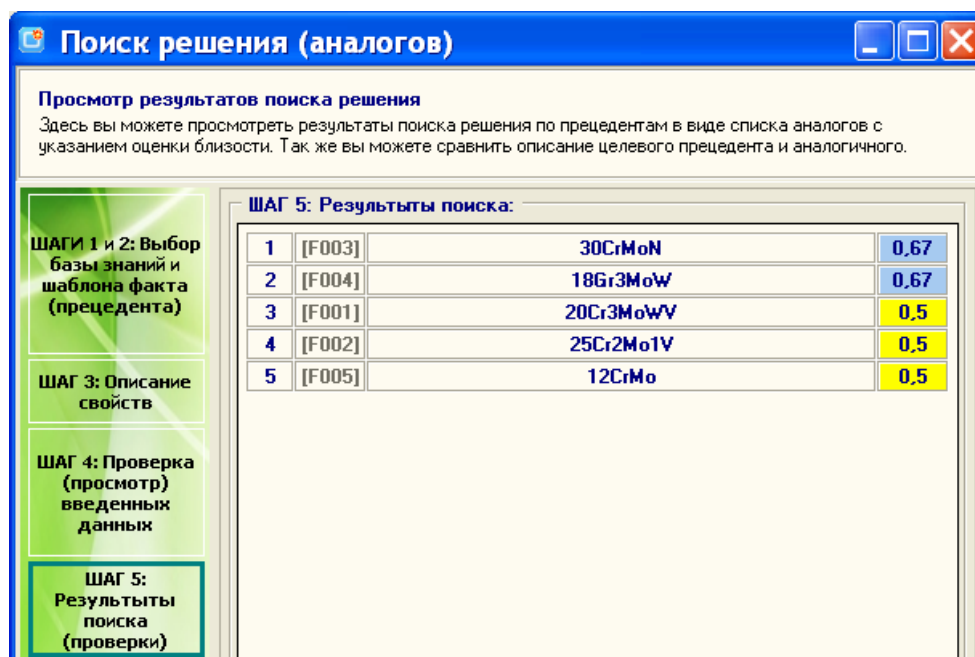 Поиск решения (аналогов)
Просмотр результатов поиска решения
Здесь вы можете просмотреть результаты поиска решения по прецедентам в виде списка аналогов с
указанием оценки близости. Так же вы можете сравнить описание целевого прецедента и аналогичного.
ШАГИ 1 и 2: Выбор
базы знаний и
шаблона факта
(прецедента)
ШАГ 3: Описание
свойств
ШАГ 4: Проверка
(просмотр)
введенных
данных
ШАГ 5:
Результыты
поиска
(проверки)
ШАГ 5: Результыты поиска:
1 [F003] 30CrMoN 0,67
2 [F004] 18Gr3MoW 0,67
3 [F001] 20Cr3MoWV 0,5
4 [F002] 25Cr2Mo1V 0,5
5 [F005] 12CrMo 0,5